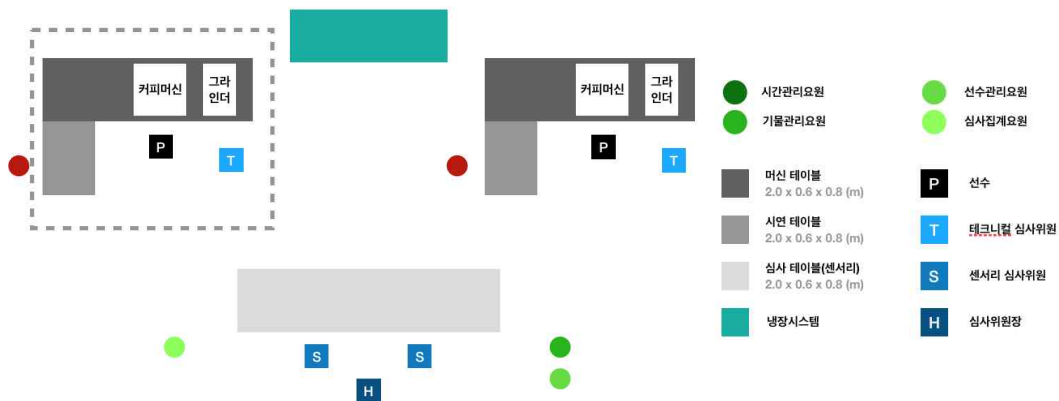 커피머신
그라
인더
P
T
커피머신
그라
인더
P
T
S
S
H
시간관리요원
선수관리요원
기물관리요원
심사집계요원
머신 테이블
2.0 x 0.6 x 0.8 (m)
P
선수
시연 테이블
2.0 x 0.6 x 0.8 (m)
T
테크니컬 심사위원
심사 테이블(센서리)
2.0 x 0.6 x 0.8 (m)
S
센서리 심사위원
냉장시스템
H
심사위원장